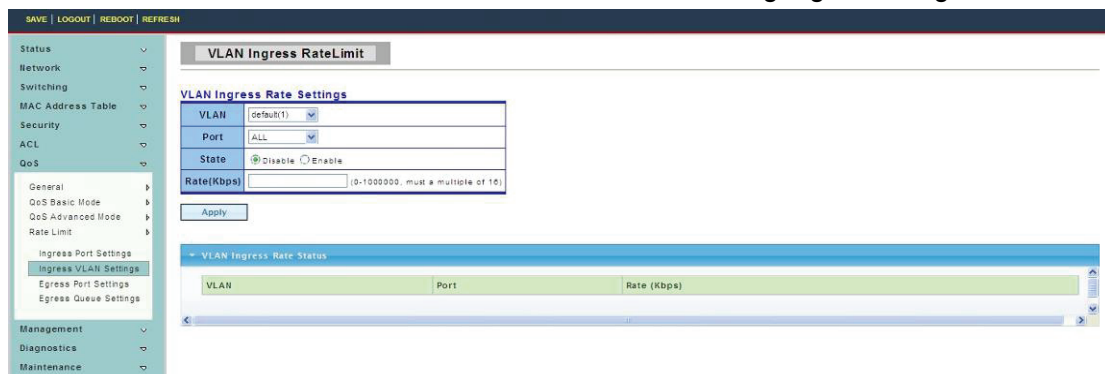 SAVE | LOGOUT | REBOOT | REFRESH
Status
Network
Switching
MAC Address Table
Security
ACL
QoS
General
QoS Basic Mode
QoS Advanced Mode
Rate Limit
Ingress Port Settings
Ingress VLAN Settings
Egress Port Settings
Egress Queue Settings
Management
Diagnostics
Maintenance
VLAN Ingress RateLimit
VLAN Ingress Rate Settings
VLAN default(1)
Port ALL
State Disable Enable
Rate(Kbps) (0-1000000, must a multiple of 16)
Apply
VLAN Ingress Rate Status
VLAN Port Rate (Kbps)